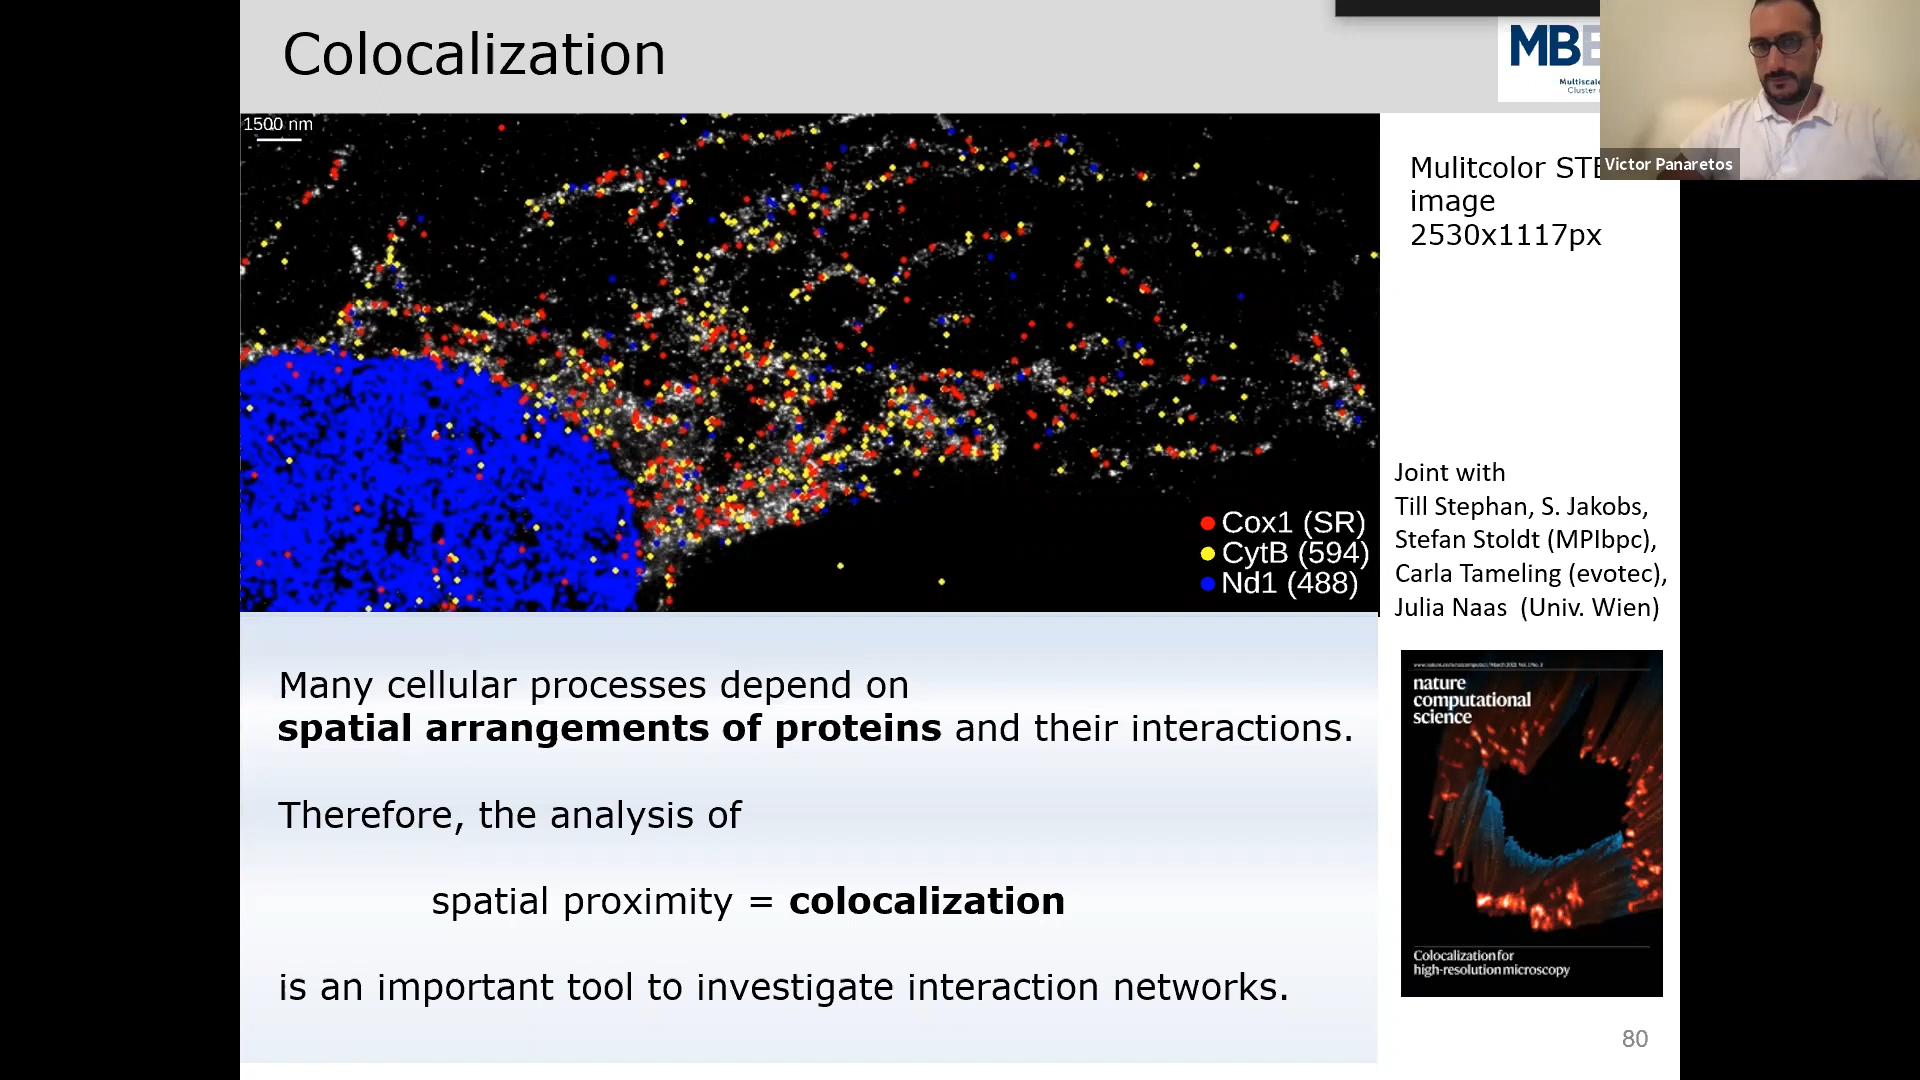 Colocalization
MBE
Multiscale
Cluster
Victor Panaretos
1500 nm
Mulitcolor STE
image
2530x1117px
Cox1 (SR)
CytB (594)
Nd1 (488)
Joint with
Till Stephan, S. Jakobs,
Stefan Stoldt (MPIbpc),
Carla Tameling (evotec),
Julia Naas (Univ. Wien)
Many cellular processes depend on
spatial arrangements of proteins and their interactions.
Therefore, the analysis of
spatial proximity = colocalization
is an important tool to investigate interaction networks.
nature
computational
science
Colocalization for
high-resolution microscopy
80